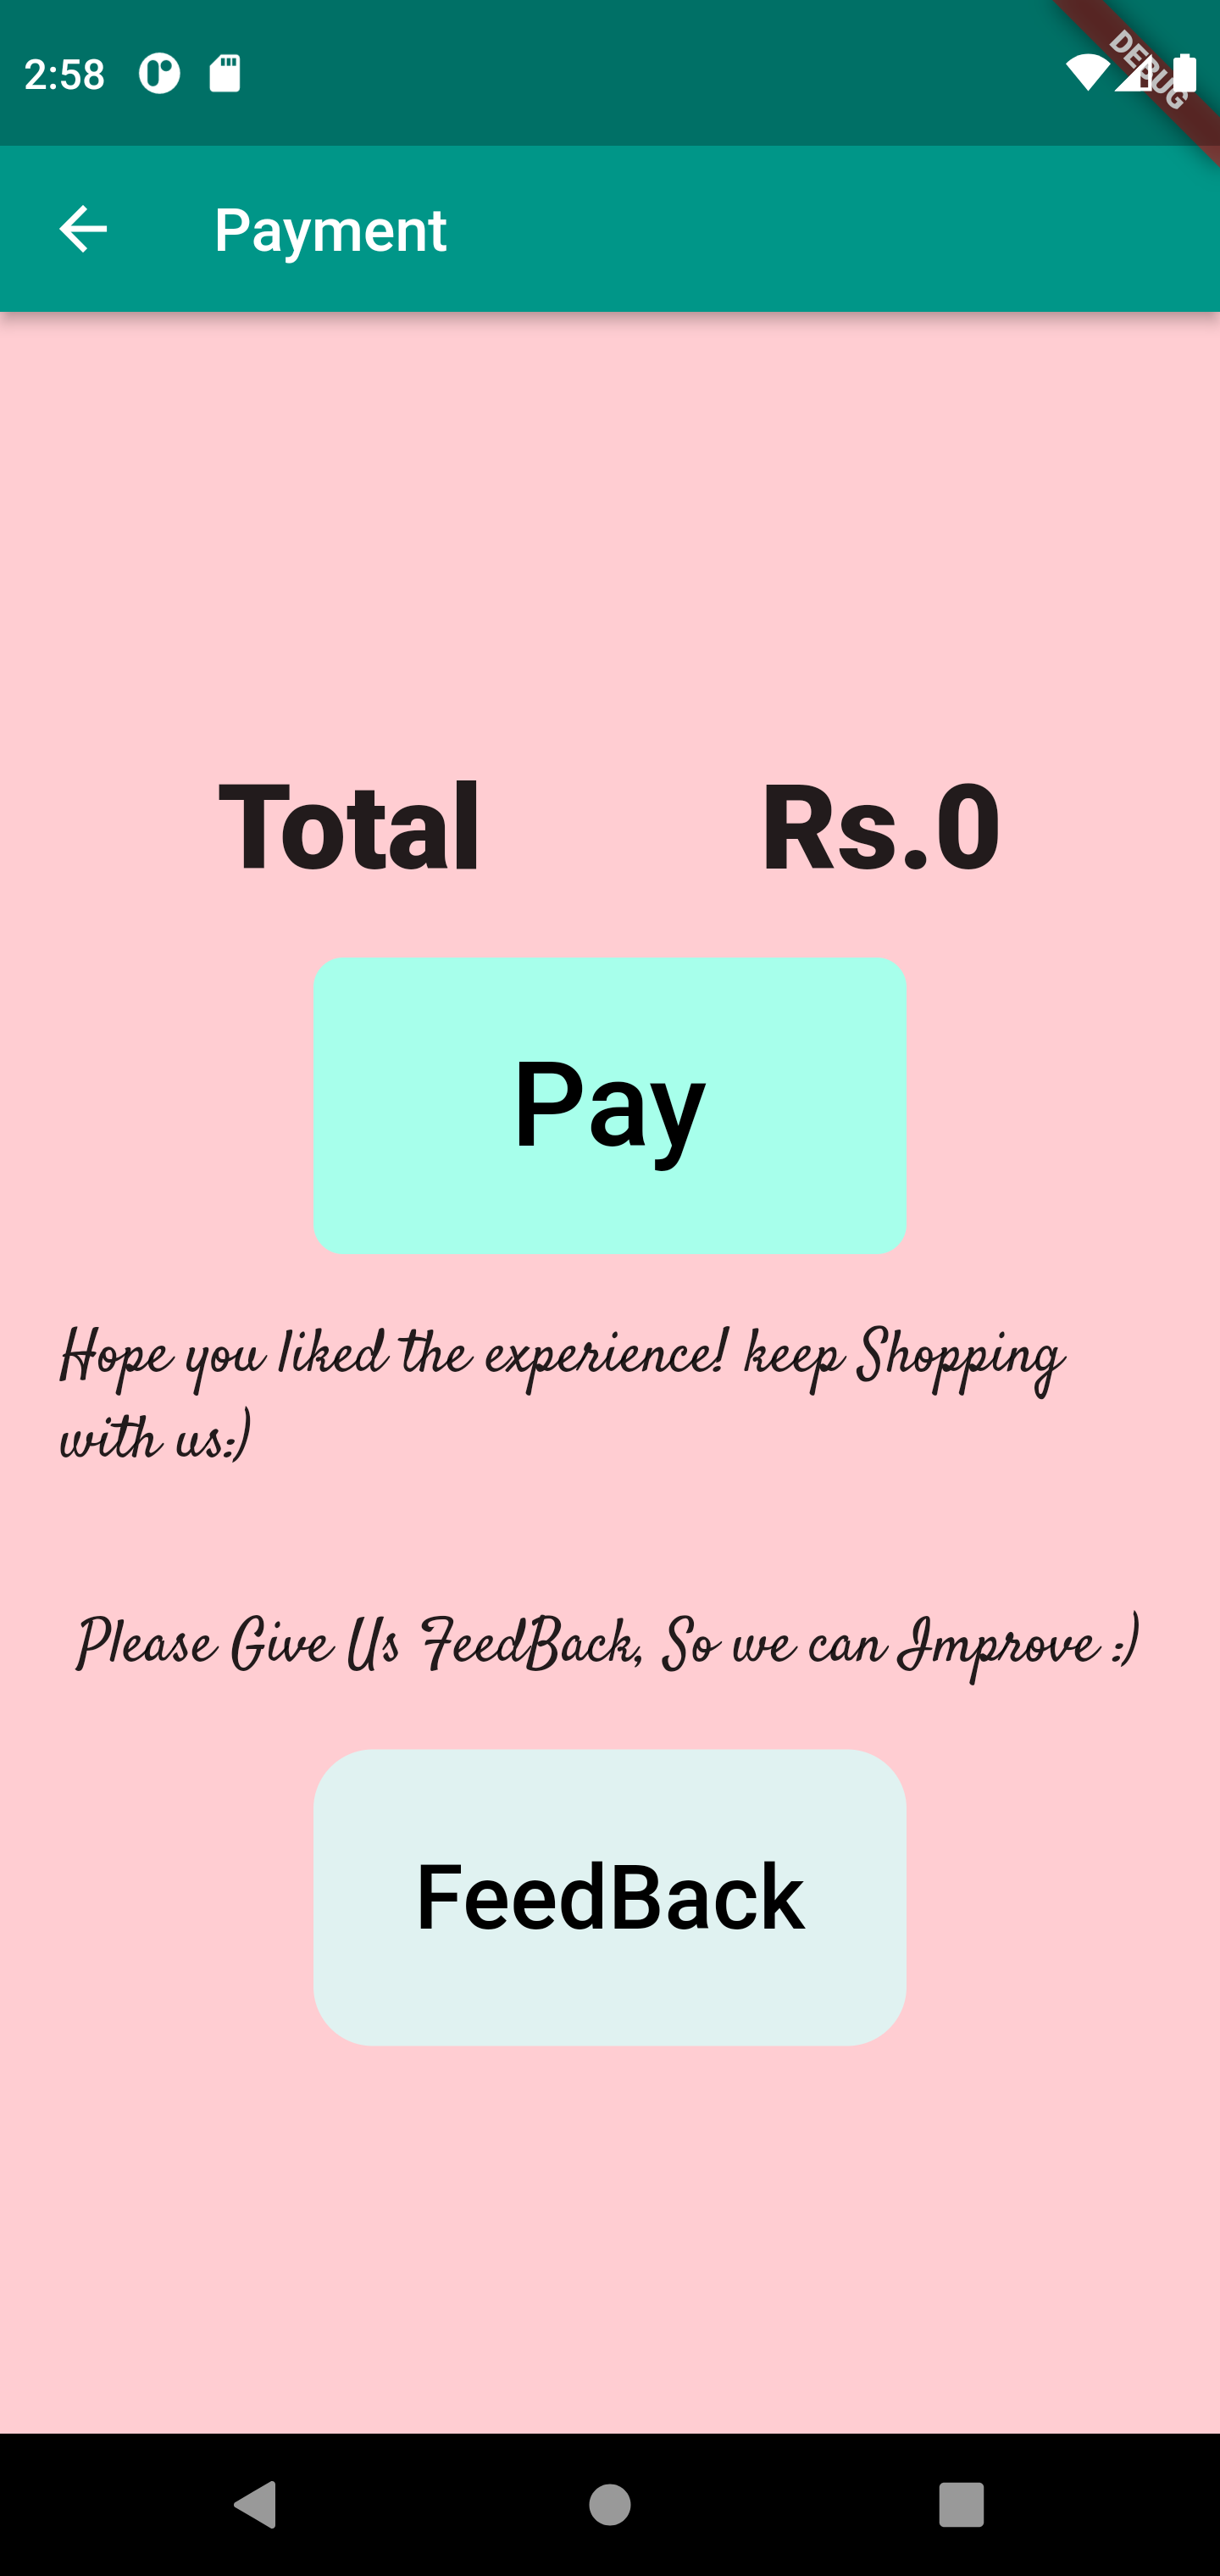 2:58
DEBUG
Payment
Total Rs.0
Pay
Hope you liked the experience! keep Shopping
with us:)
Please Give Us FeedBack, So we can Improve :)
FeedBack